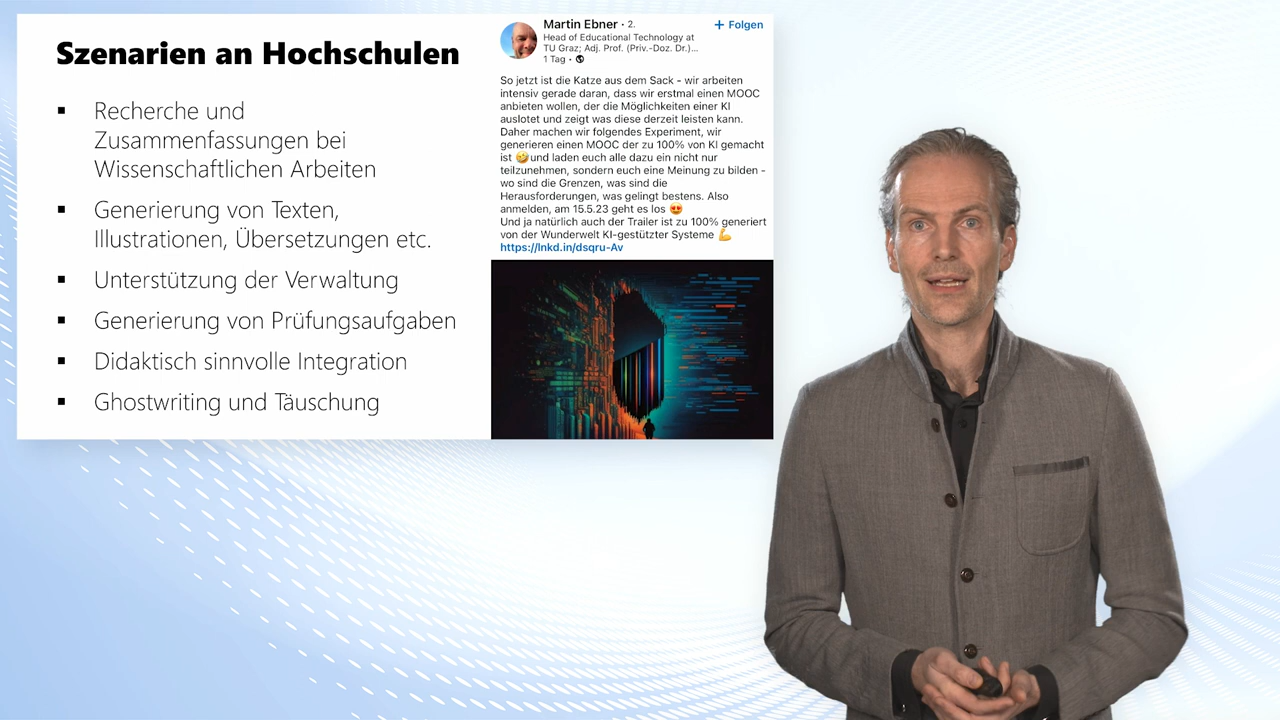 Szenarien an Hochschulen
▪ Recherche und
Zusammenfassungen bei
Wissenschaftlichen Arbeiten
▪ Generierung von Texten,
Illustrationen, Übersetzungen etc.
▪ Unterstützung der Verwaltung
▪ Generierung von Prüfungsaufgaben
▪ Didaktisch sinnvolle Integration
▪ Ghostwriting und Täuschung
Martin Ebner · 2.
+ Folgen
Head of Educational Technology at
TU Graz; Adj. Prof. (Priv.-Doz. Dr.)...
1 Tag ·
So jetzt ist die Katze aus dem Sack - wir arbeiten
intensiv gerade daran, dass wir erstmal einen MOOC
anbieten wollen, der die Möglichkeiten einer KI
auslotet und zeigt was diese derzeit leisten kann.
Daher machen wir folgendes Experiment, wir
generieren einen MOOC der zu 100% von KI gemacht
ist 🤣und laden euch alle dazu ein nicht nur
teilzunehmen, sondern euch eine Meinung zu bilden -
wo sind die Grenzen, was sind die
Herausforderungen, was gelingt bestens. Also
anmelden, am 15.5.23 geht es los 😍
Und ja natürlich auch der Trailer ist zu 100% generiert
von der Wunderwelt KI-gestützter Systeme 💪
https://lnkd.in/dsqru-Av